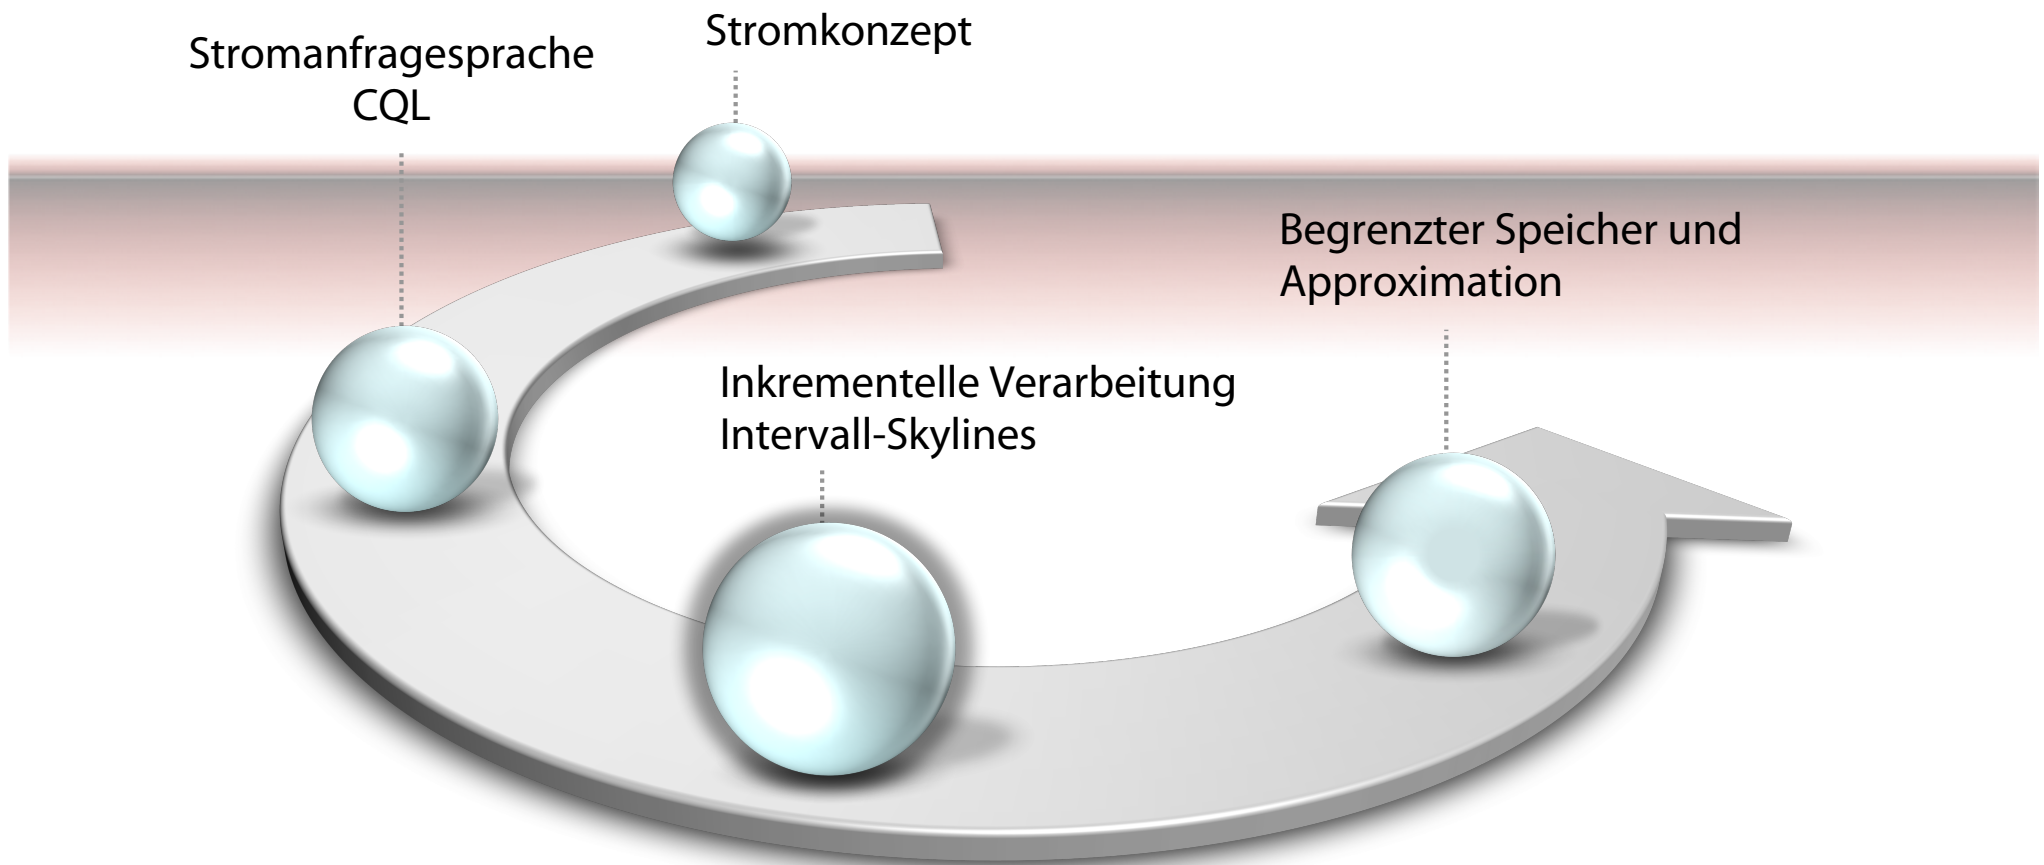 Stromkonzept
Stromanfragesprache
CQL
Begrenzter Speicher und
Approximation
Inkrementelle Verarbeitung
Intervall-Skylines